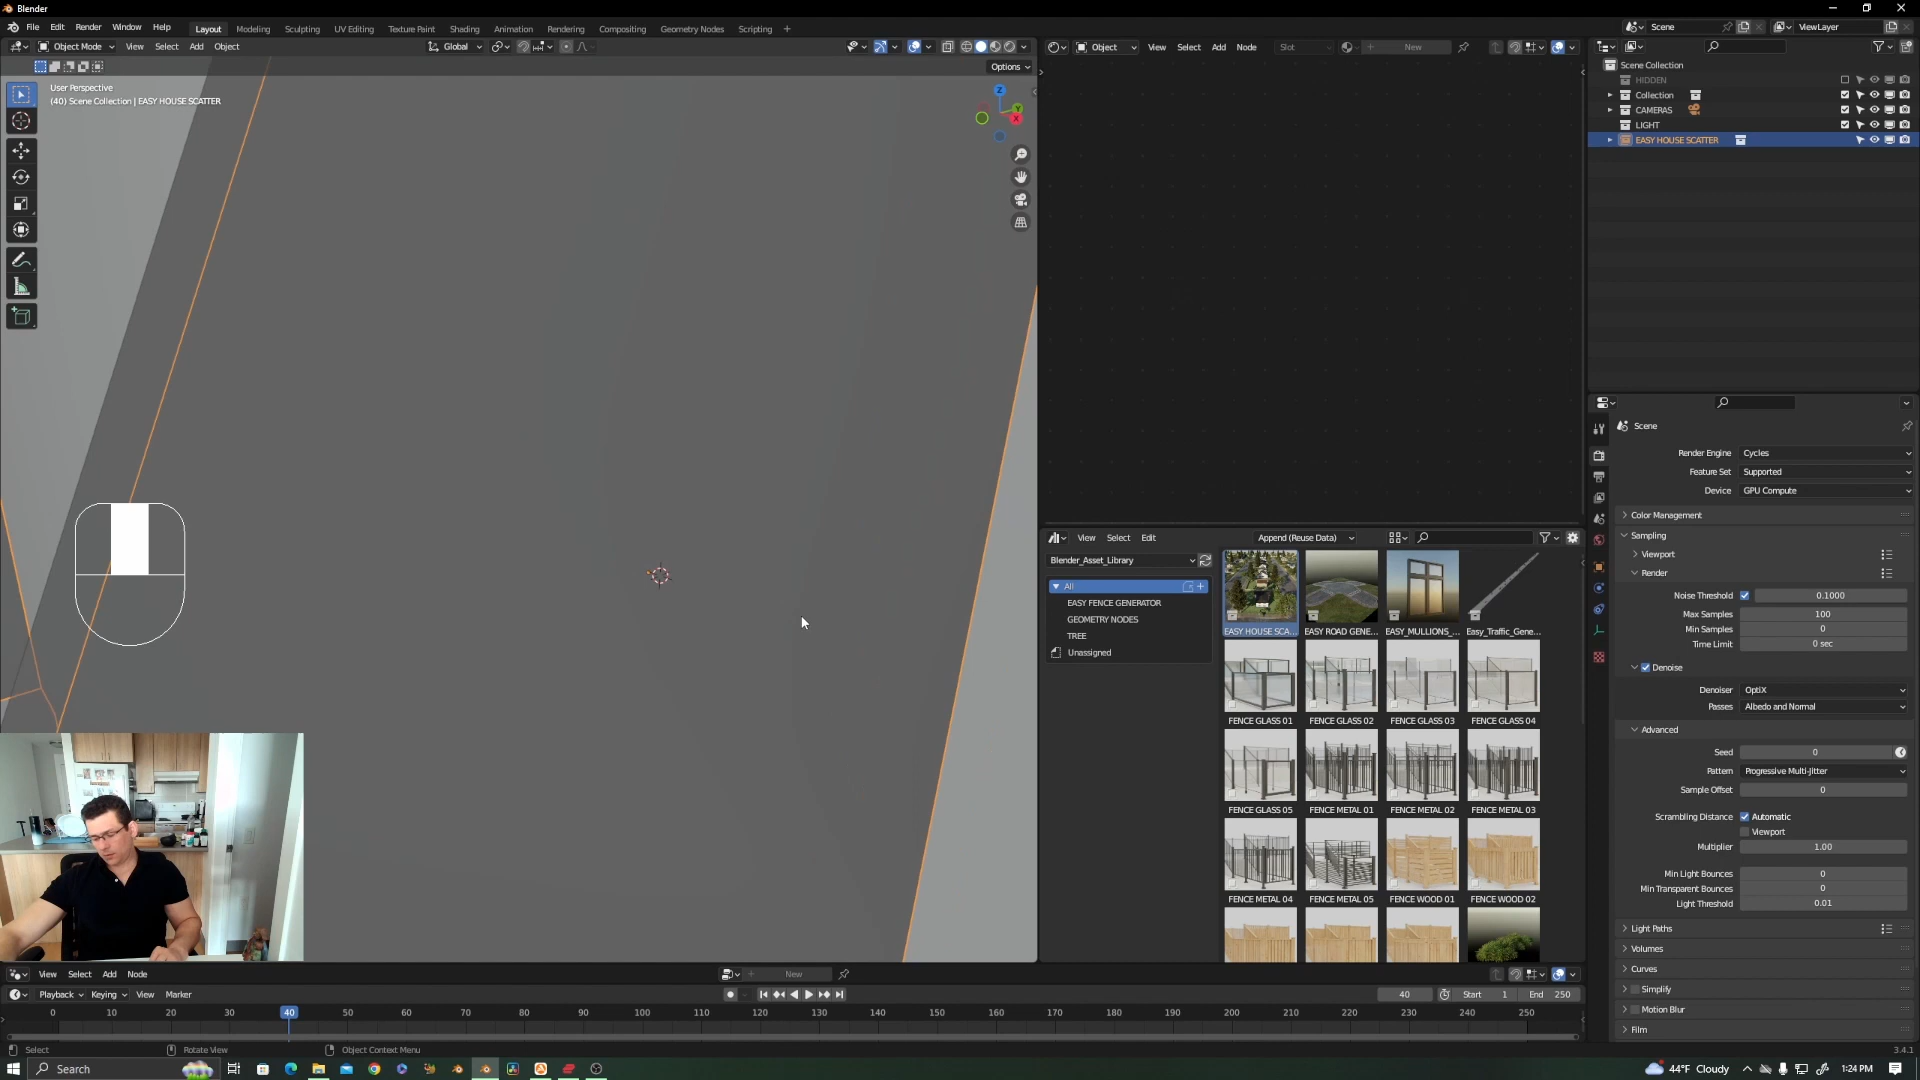 Blender
File Edit Render Window Help Layout Modeling Sculpting UV Editing Texture Paint Shading Animation Rendering Compositing Geometry Nodes Scripting + Scene ViewLayer
Object Mode View Select Add Object Global Object View Select Add Node Slot New
Options
User Perspective
(40) Scene Collection | EASY HOUSE SCATTER
Z
Y
X
Scene Collection
HIDDEN
Collection
CAMERAS
LIGHT
EASY HOUSE SCATTER
Scene
Render Engine Cycles
Feature Set Supported
Device GPU Compute
Color Management
Sampling
Viewport
Render
Noise Threshold 0.1000
Max Samples 100
Min Samples 0
Time Limit 0 sec
Denoise
Denoiser OptiX
Passes Albedo and Normal
Advanced
Seed 0
Pattern Progressive Multi-Jitter
Sample Offset 0
Scrambling Distance Automatic
Viewport
Multiplier 1.00
Min Light Bounces 0
Min Transparent Bounces 0
Light Threshold 0.01
Light Paths
Volumes
Curves
Simplify
Motion Blur
Film
View Select Edit Append (Reuse Data)
Blender_Asset_Library
All
EASY FENCE GENERATOR
GEOMETRY NODES
TREE
Unassigned
EASY HOUSE SCA... EASY ROAD GENE... EASY_MULLIONS_... Easy_Traffic_Gene...
FENCE GLASS 01 FENCE GLASS 02 FENCE GLASS 03 FENCE GLASS 04
FENCE GLASS 05 FENCE METAL 01 FENCE METAL 02 FENCE METAL 03
FENCE METAL 04 FENCE METAL 05 FENCE WOOD 01 FENCE WOOD 02
View Select Add Node New
Playback Keying View Marker 40 Start 1 End 250
0 10 20 30 40 50 60 70 80 90 100 110 120 130 140 150 160 170 180 190 200 210 220 230 240 250
Select Rotate View Object Context Menu 3.4.1
Search 44°F Cloudy 1:24 PM